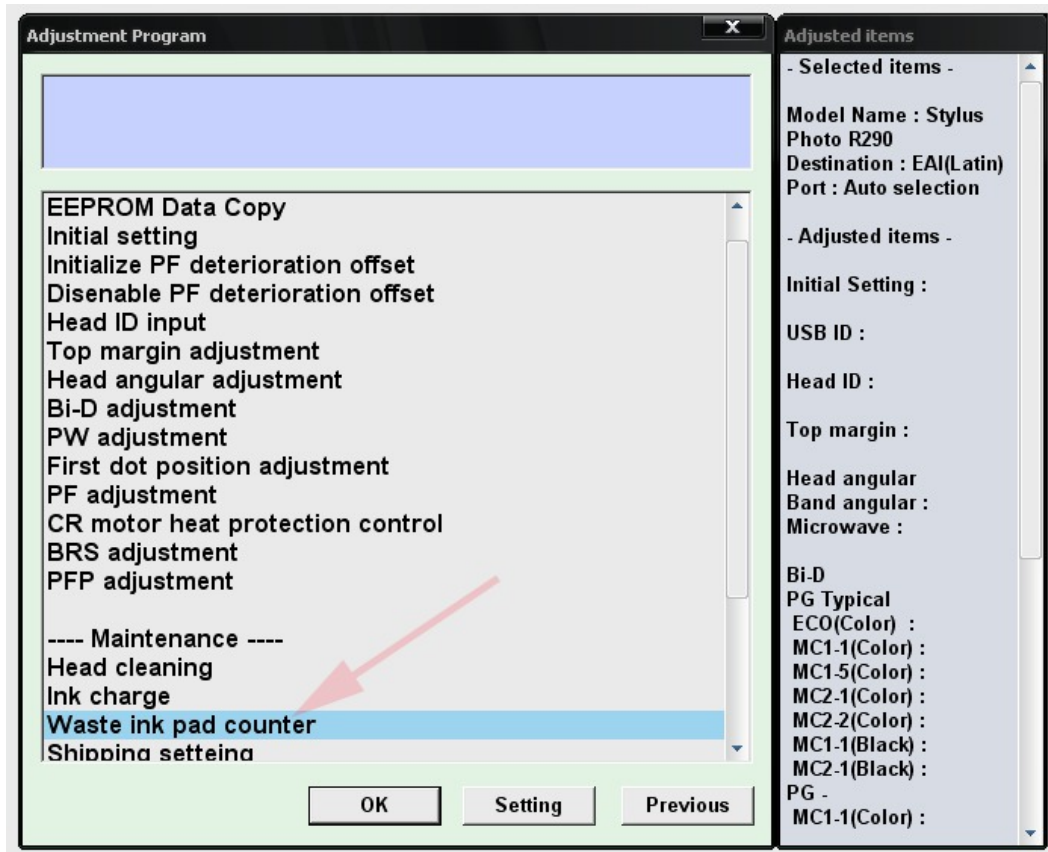 Adjustment Program
X
EEPROM Data Copy
Initial setting
Initialize PF deterioration offset
Disenable PF deterioration offset
Head ID input
Top margin adjustment
Head angular adjustment
Bi-D adjustment
PW adjustment
First dot position adjustment
PF adjustment
CR motor heat protection control
BRS adjustment
PFP adjustment
---- Maintenance ----
Head cleaning
Ink charge
Waste ink pad counter
Shipping setteing
OK
Setting
Previous
Adjusted items
- Selected items -
Model Name : Stylus
Photo R290
Destination : EAI(Latin)
Port : Auto selection
- Adjusted items -
Initial Setting :
USB ID :
Head ID :
Top margin :
Head angular
Band angular :
Microwave :
Bi-D
PG Typical
ECO(Color) :
MC1-1(Color) :
MC1-5(Color) :
MC2-1(Color) :
MC2-2(Color) :
MC1-1(Black) :
MC2-1(Black) :
PG -
MC1-1(Color) :